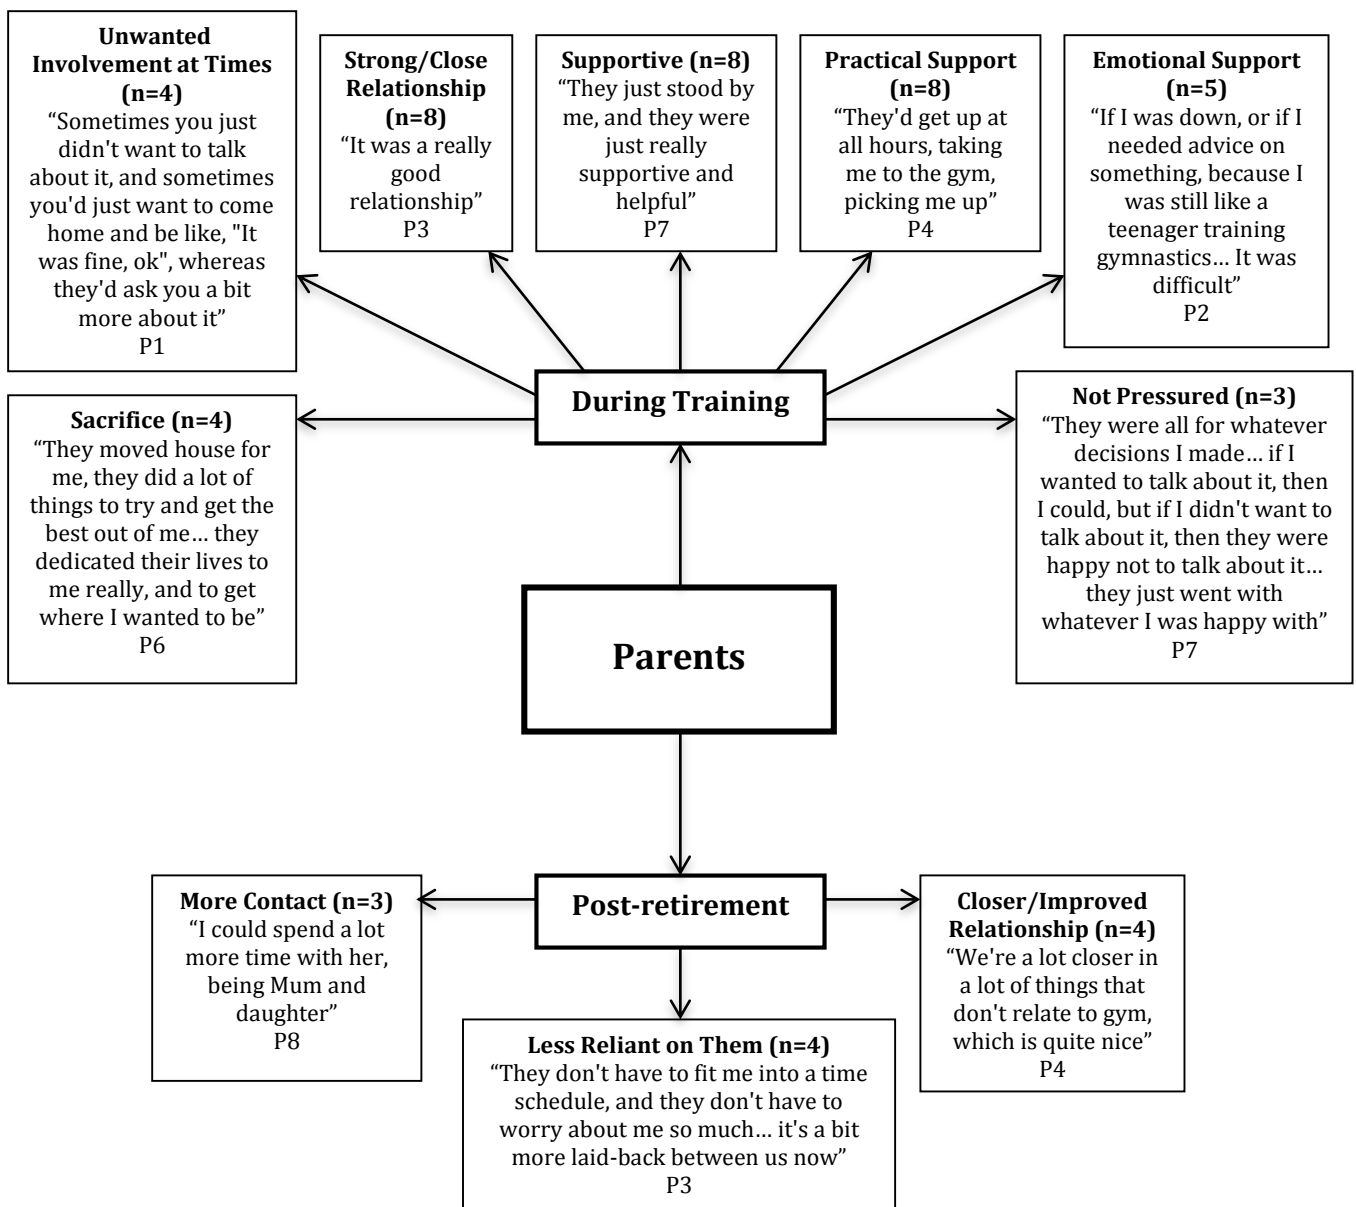 Unwanted
Involvement at Times
(n=4)
“Sometimes you just
didn't want to talk
about it, and sometimes
you'd just want to come
home and be like, "It
was fine, ok", whereas
they'd ask you a bit
more about it”
P1
Strong/Close
Relationship
(n=8)
“It was a really
good
relationship”
P3
Supportive (n=8)
“They just stood by
me, and they were
just really
supportive and
helpful”
P7
Practical Support
(n=8)
“They'd get up at
all hours, taking
me to the gym,
picking me up”
P4
Emotional Support
(n=5)
“If I was down, or if I
needed advice on
something, because I
was still like a
teenager training
gymnastics… It was
difficult”
P2
During Training
Sacrifice (n=4)
“They moved house for
me, they did a lot of
things to try and get the
best out of me… they
dedicated their lives to
me really, and to get
where I wanted to be”
P6
Not Pressured (n=3)
“They were all for whatever
decisions I made… if I
wanted to talk about it, then
I could, but if I didn't want to
talk about it, then they were
happy not to talk about it…
they just went with
whatever I was happy with”
P7
Parents
Post-retirement
More Contact (n=3)
“I could spend a lot
more time with her,
being Mum and
daughter”
P8
Less Reliant on Them (n=4)
“They don't have to fit me into a time
schedule, and they don't have to
worry about me so much… it's a bit
more laid-back between us now”
P3
Closer/Improved
Relationship (n=4)
“We're a lot closer in
a lot of things that
don't relate to gym,
which is quite nice”
P4